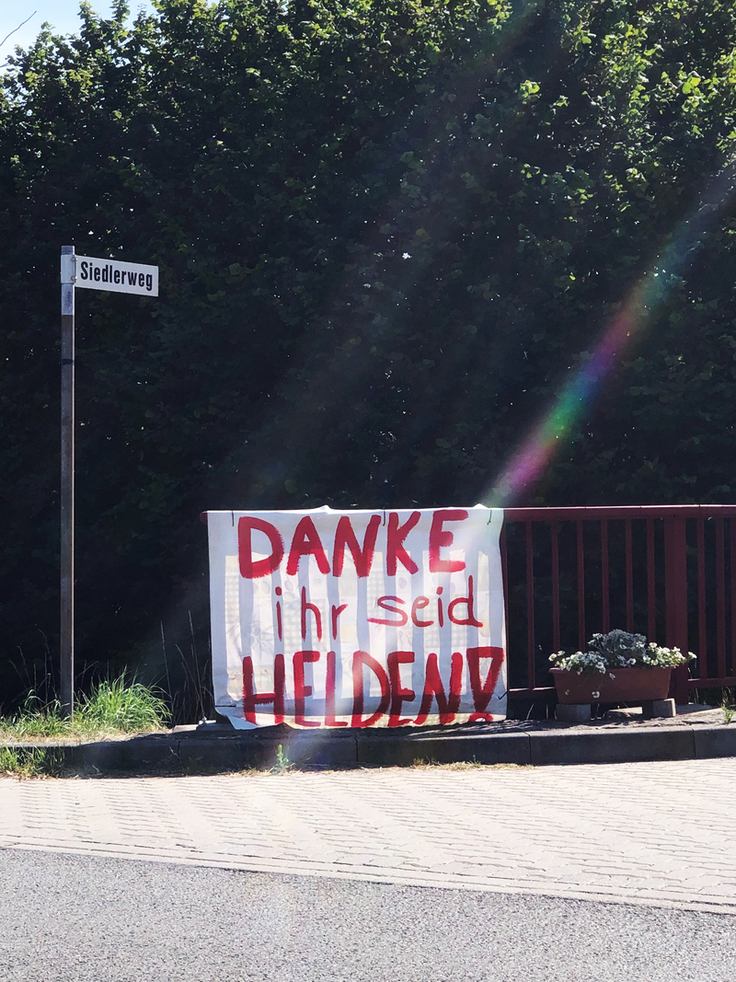 Siedlerweg
DANKE
ihr seid
HELDEN!